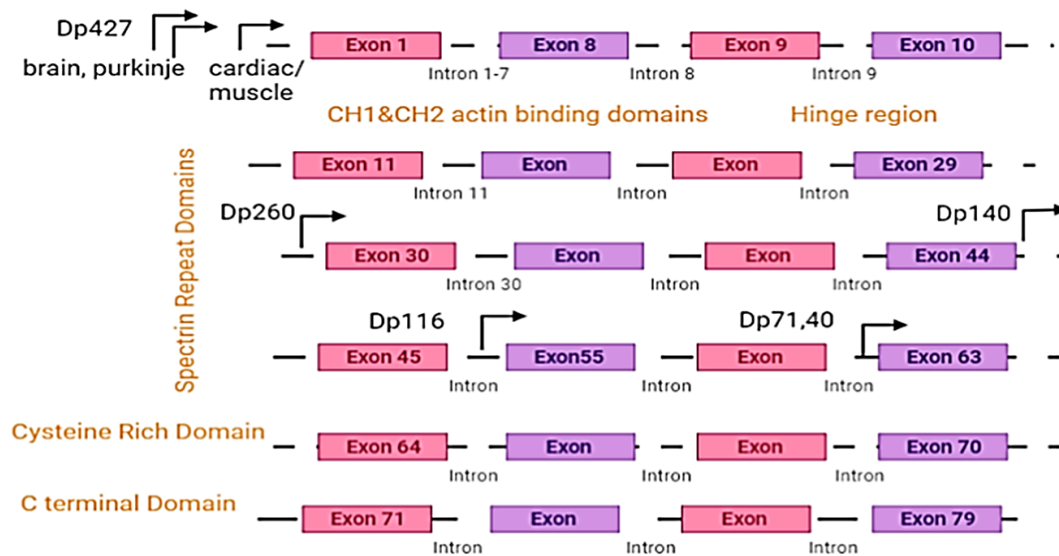 Dp427
brain, purkinje
cardiac/
muscle
Exon 1
Exon 8
Exon 9
Exon 10
Intron 1-7
Intron 8
Intron 9
CH1&CH2 actin binding domains
Hinge region
Spectrin Repeat Domains
Exon 11
Exon
Exon
Exon 29
Intron 11
Intron
Intron
Dp260
Dp140
Exon 30
Exon
Exon
Exon 44
Intron 30
Intron
Intron
Dp116
Dp71,40
Exon 45
Exon55
Exon
Exon 63
Intron
Intron
Intron
Cysteine Rich Domain
Exon 64
Exon
Exon
Exon 70
Intron
Intron
Intron
C terminal Domain
Exon 71
Exon
Exon
Exon 79
Intron
Intron
Intron